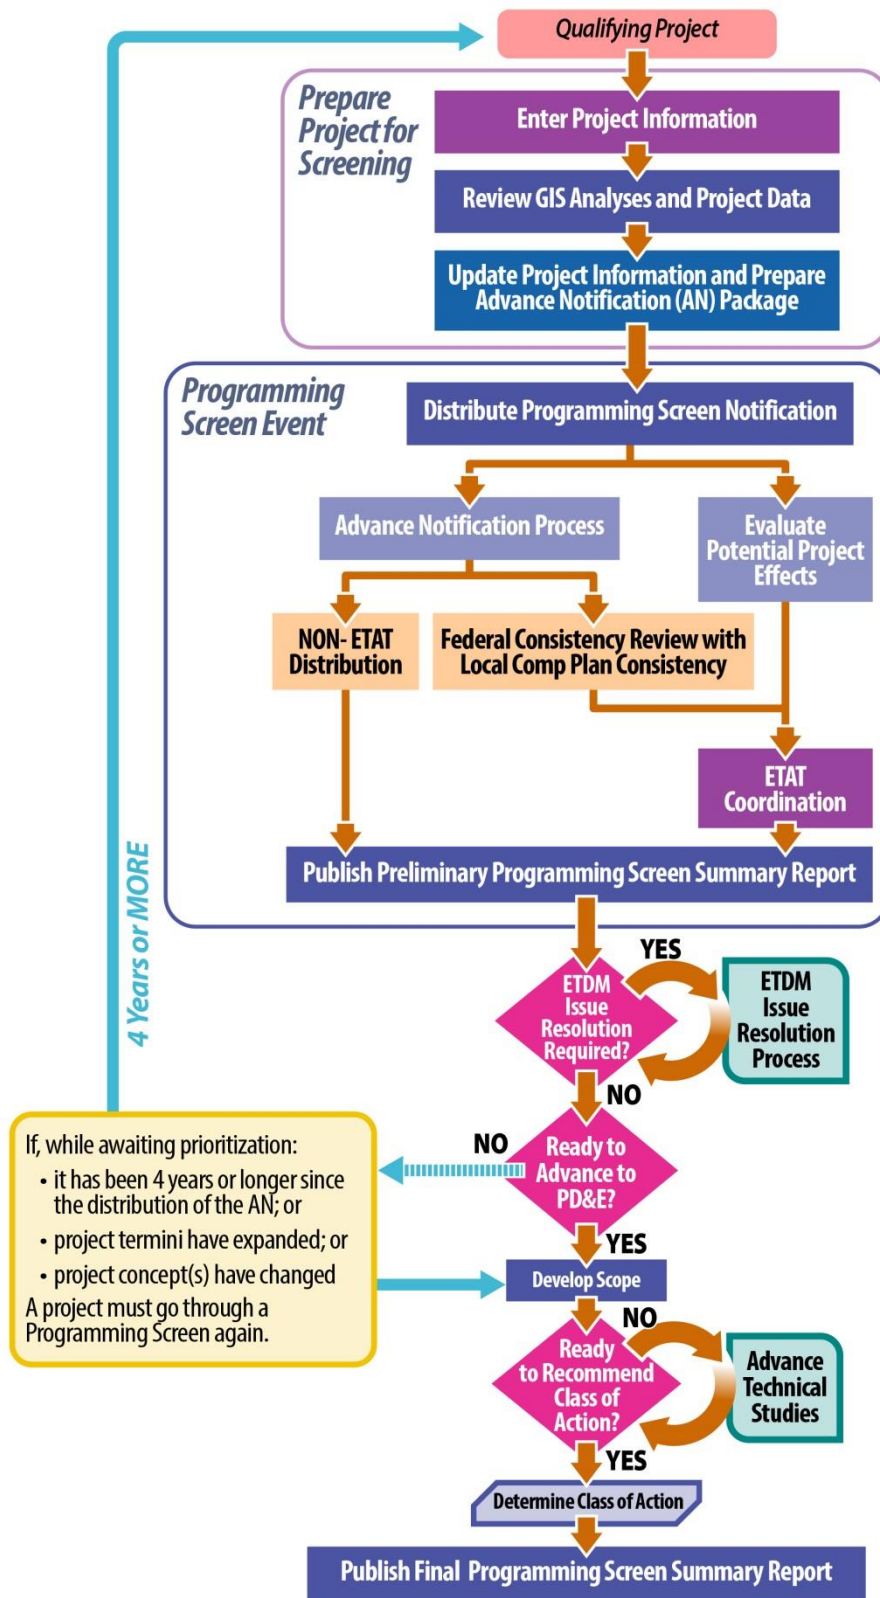 Qualifying Project
Prepare
Project for
Screening
Enter Project Information
Review GIS Analyses and Project Data
Update Project Information and Prepare
Advance Notification (AN) Package
Programming
Screen Event
Distribute Programming Screen Notification
Advance Notification Process
Evaluate
Potential Project
Effects
NON- ETAT
Distribution
Federal Consistency Review with
Local Comp Plan Consistency
ETAT
Coordination
Publish Preliminary Programming Screen Summary Report
4 Years or MORE
ETDM
Issue
Resolution
Required?
YES
ETDM
Issue
Resolution
Process
NO
Ready to
Advance to
PD&E?
NO
If, while awaiting prioritization:
• it has been 4 years or longer since
the distribution of the AN; or
• project termini have expanded; or
• project concept(s) have changed
A project must go through a
Programming Screen again.
YES
Develop Scope
Ready
to Recommend
Class of
Action?
NO
Advance
Technical
Studies
YES
Determine Class of Action
Publish Final Programming Screen Summary Report